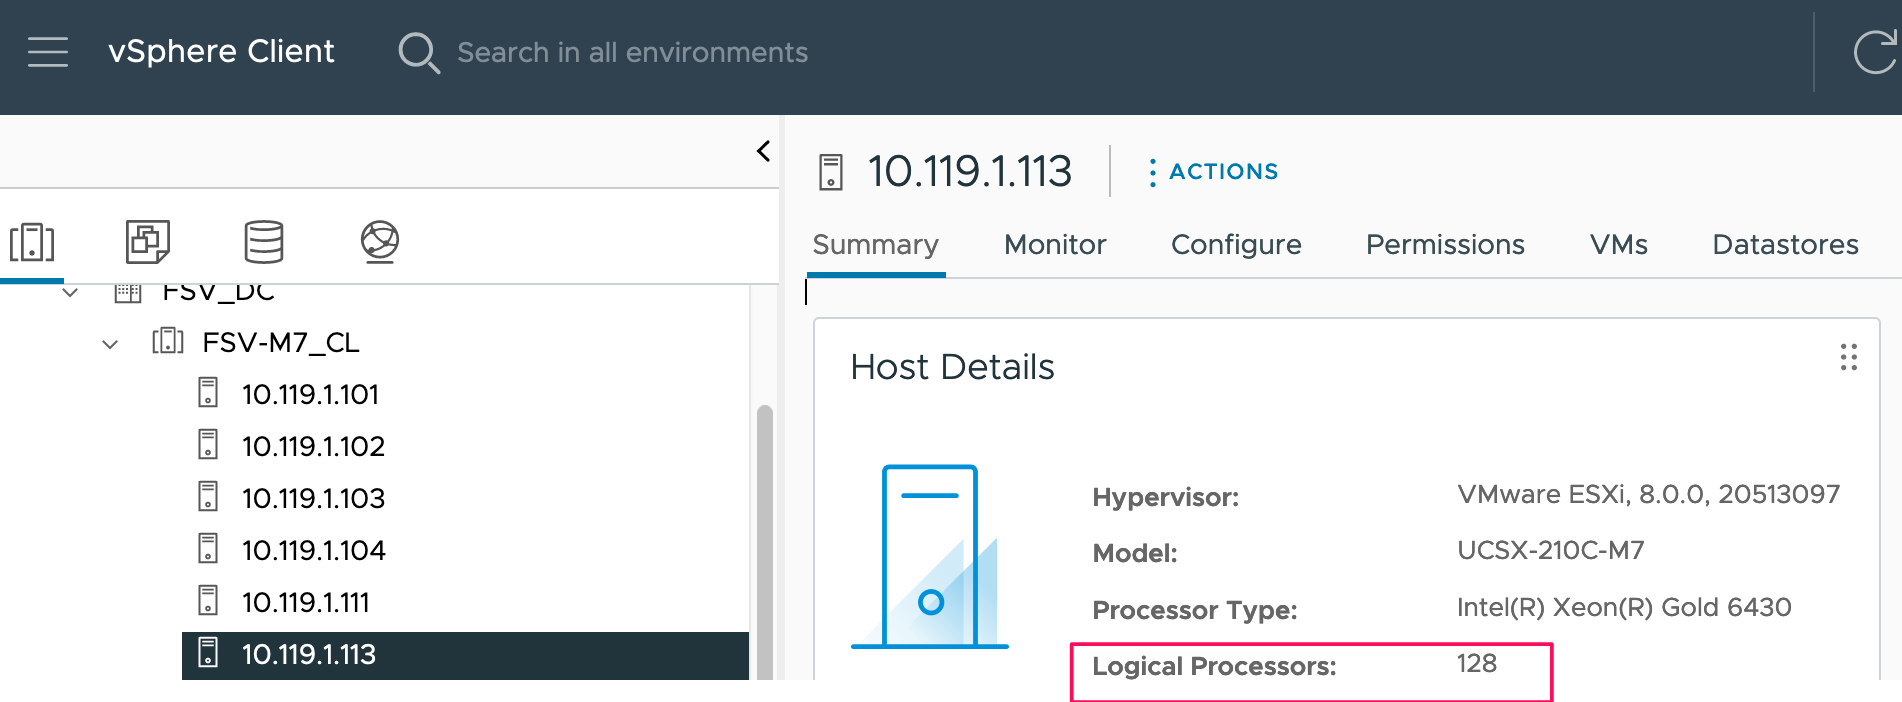 vSphere Client
Search in all environments
FSV_DC
FSV-M7_CL
10.119.1.101
10.119.1.102
10.119.1.103
10.119.1.104
10.119.1.111
10.119.1.113
10.119.1.113
ACTIONS
Summary Monitor Configure Permissions VMs Datastores
Host Details
Hypervisor: VMware ESXi, 8.0.0, 20513097
Model: UCSX-210C-M7
Processor Type: Intel(R) Xeon(R) Gold 6430
Logical Processors: 128